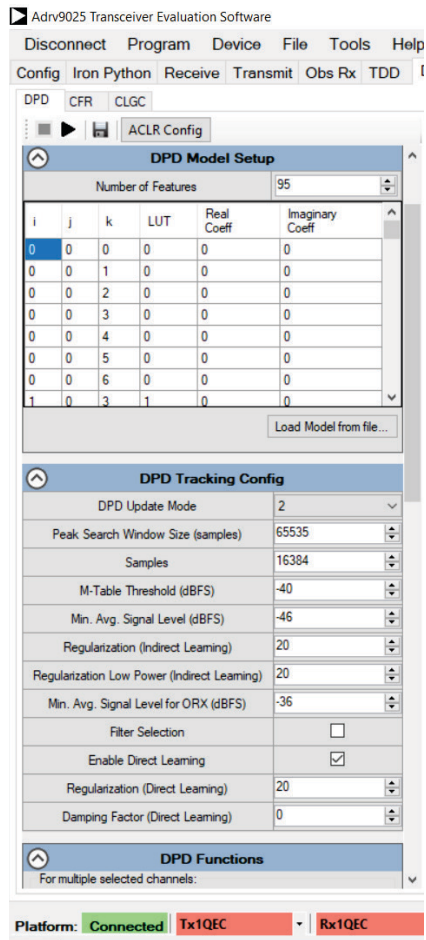 Adrv9025 Transceiver Evaluation Software
Disconnect Program Device File Tools Help
Config Iron Python Receive Transmit Obs Rx TDD
DPD CFR CLGC
ACLR Config
DPD Model Setup
Number of Features 95
i j k LUT Real Coeff Imaginary Coeff
0 0 0 0 0 0
0 0 1 0 0 0
0 0 2 0 0 0
0 0 3 0 0 0
0 0 4 0 0 0
0 0 5 0 0 0
0 0 6 0 0 0
1 0 3 1 0 0
Load Model from file...
DPD Tracking Config
DPD Update Mode 2
Peak Search Window Size (samples) 65535
Samples 16384
M-Table Threshold (dBFS) -40
Min. Avg. Signal Level (dBFS) -46
Regularization (Indirect Learning) 20
Regularization Low Power (Indirect Learning) 20
Min. Avg. Signal Level for ORX (dBFS) -36
Filter Selection
Enable Direct Learning
Regularization (Direct Learning) 20
Damping Factor (Direct Learning) 0
DPD Functions
For multiple selected channels:
Platform: Connected Tx1QEC Rx1QEC